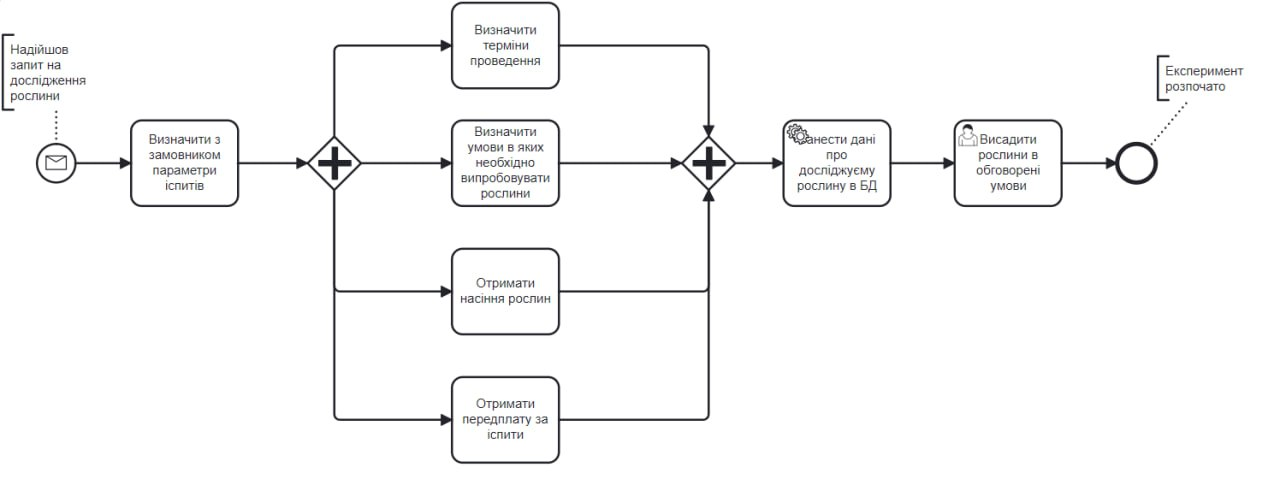 Надійшов
запит на
дослідження
рослини
Визначити з
замовником
параметри
іспитів
Визначити
терміни
проведення
Визначити
умови в яких
необхідно
випробовувати
рослини
Отримати
насіння рослин
Отримати
передплату за
іспити
Занести дані
про
досліджуєму
рослину в БД
Висадити
рослини в
обговорені
умови
Експеримент
розпочато